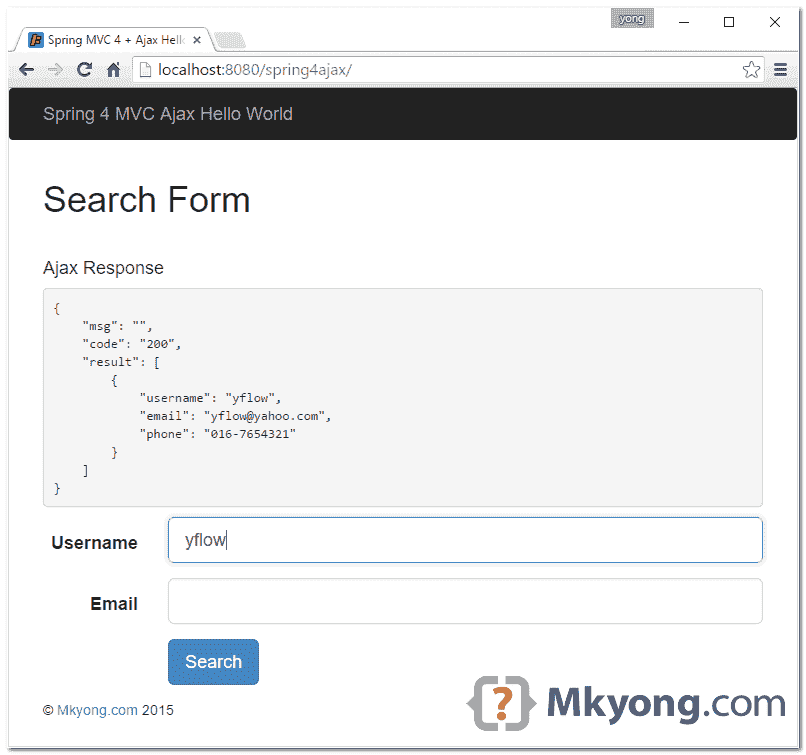 yong
Spring MVC 4 + Ajax Hell
localhost:8080/spring4ajax/
Spring 4 MVC Ajax Hello World
Search Form
Ajax Response
{
"msg": "",
"code": "200",
"result": [
{
"username": "yflow",
"email": "yflow@yahoo.com",
"phone": "016-7654321"
}
]
}
Username
yflow
Email
Search
© Mkyong.com 2015
{?} Mkyong.com